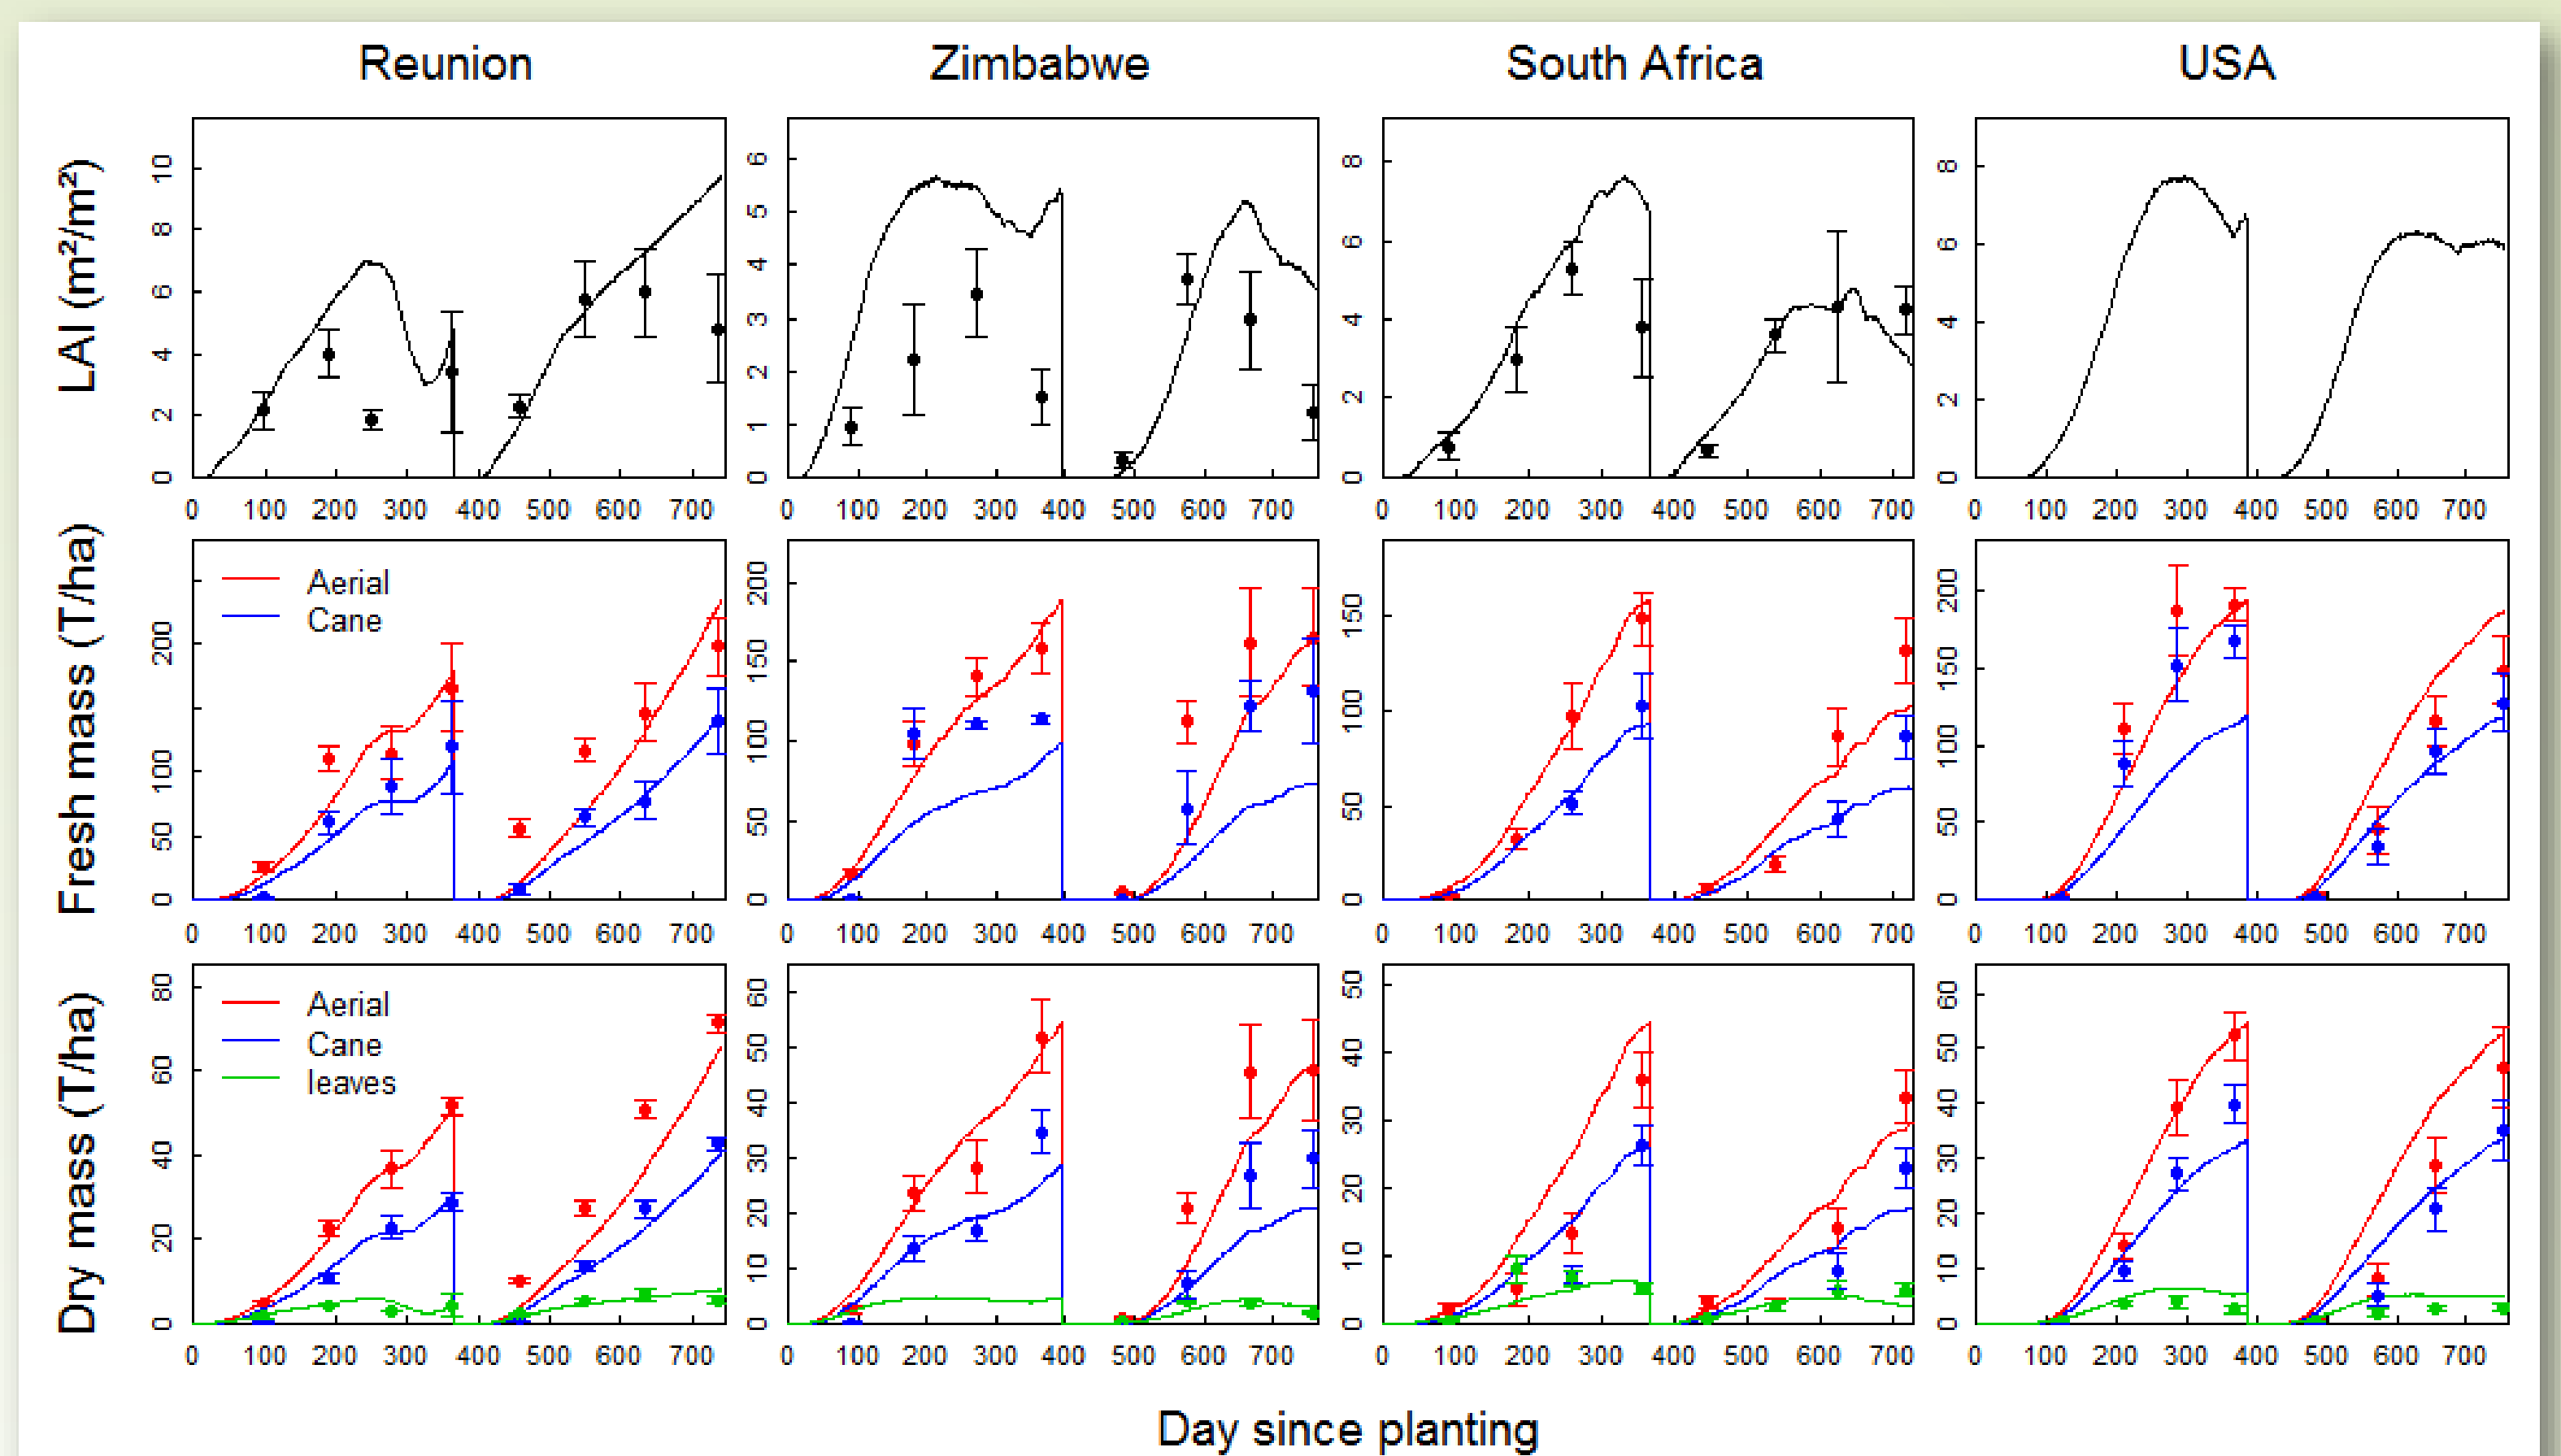 Reunion Zimbabwe South Africa USA
LAI (m²/m²)
0 2 4 6 8 10
0 100 200 300 400 500 600 700
0 1 2 3 4 5 6
0 100 200 300 400 500 600 700
0 2 4 6 8
0 100 200 300 400 500 600 700
0 2 4 6 8
0 100 200 300 400 500 600 700
Fresh mass (T/ha)
Aerial
Cane
0 50 100 200
0 100 200 300 400 500 600 700
0 50 100 150 200
0 100 200 300 400 500 600 700
0 50 100 150
0 100 200 300 400 500 600 700
0 50 100 150 200
0 100 200 300 400 500 600 700
Dry mass (T/ha)
Aerial
Cane
leaves
0 20 40 60 80
0 100 200 300 400 500 600 700
0 10 20 30 40 50 60
0 100 200 300 400 500 600 700
0 10 20 30 40 50
0 100 200 300 400 500 600 700
0 10 20 30 40 50 60
0 100 200 300 400 500 600 700
Day since planting